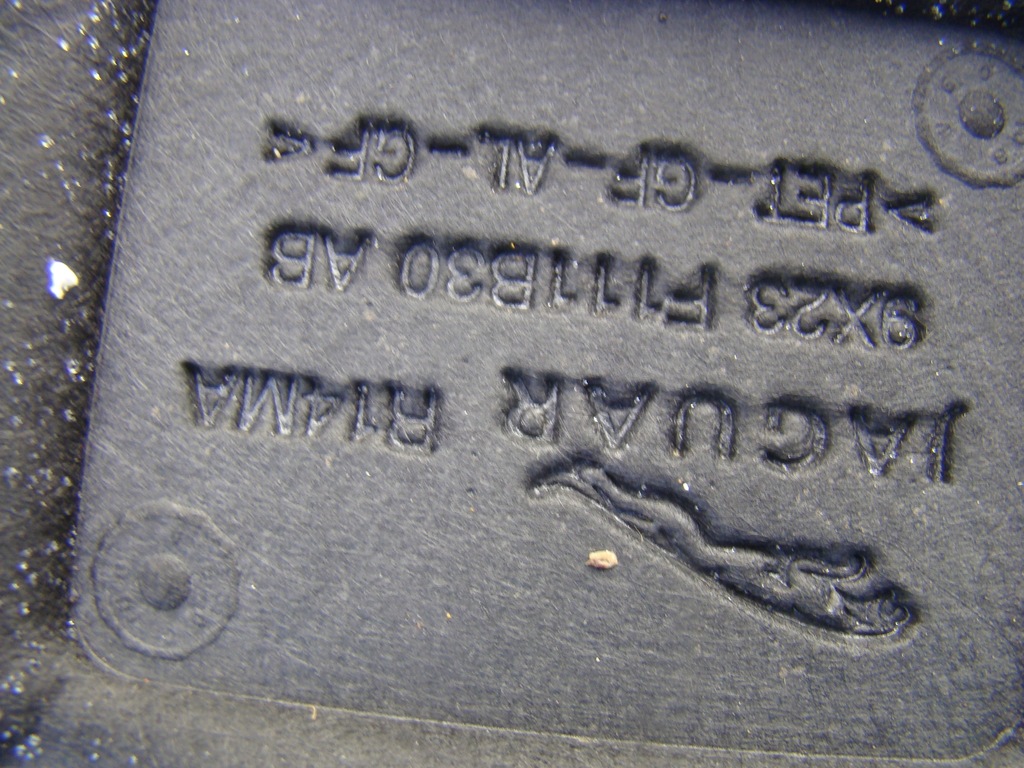 JAGUAR R14MA
9X23 F111B30 AB
>PET-GF-AL-GF<